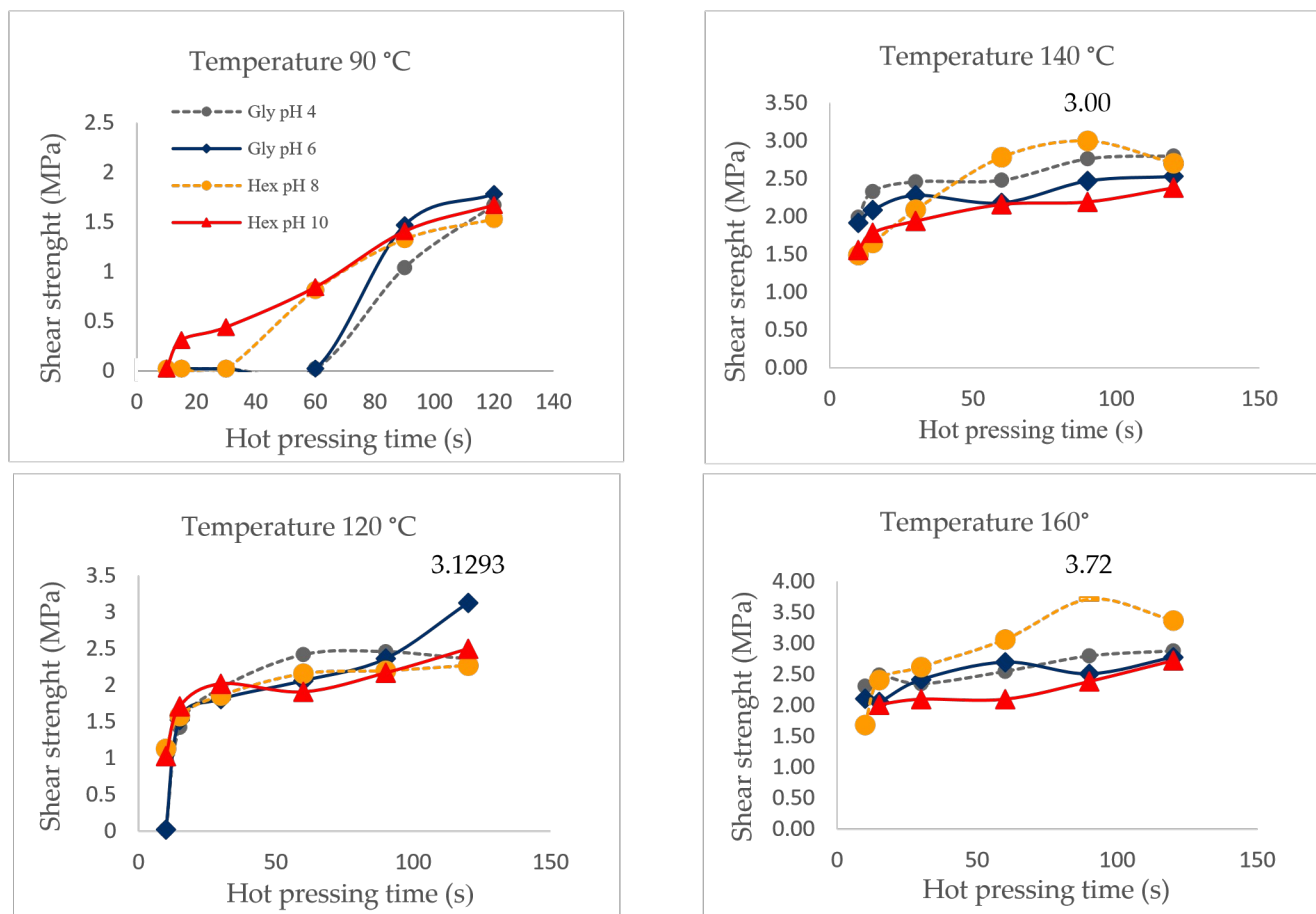 Temperature 90 °C
Gly pH 4
Gly pH 6
Hex pH 8
Hex pH 10
Shear strenght (MPa)
2.5
2
1.5
1
0.5
0
0 20 40 60 80 100 120 140
Hot pressing time (s)
Temperature 140 °C
3.00
Shear srenght (MPa)
3.50
3.00
2.50
2.00
1.50
1.00
0.50
0.00
0 50 100 150
Hot pressing time (s)
Temperature 120 °C
3.1293
Shear strenght (MPa)
3.5
3
2.5
2
1.5
1
0.5
0
0 50 100 150
Hot pressing time (s)
Temperature 160°
3.72
Shear strenght (MPa)
4.00
3.50
3.00
2.50
2.00
1.50
1.00
0.50
0.00
0 50 100 150
Hot pressing time (s)